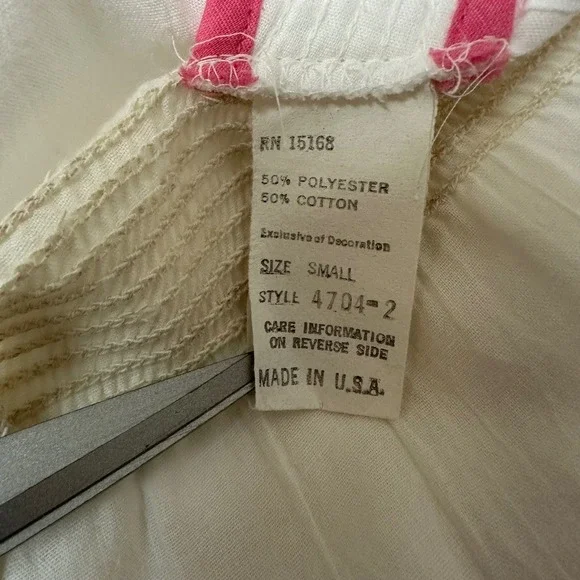 RN 15168
50% POLYESTER
50% COTTON
Exclusive of Decoration
SIZE SMALL
STYLE 4704-2
CARE INFORMATION
ON REVERSE SIDE
MADE IN U.S.A.